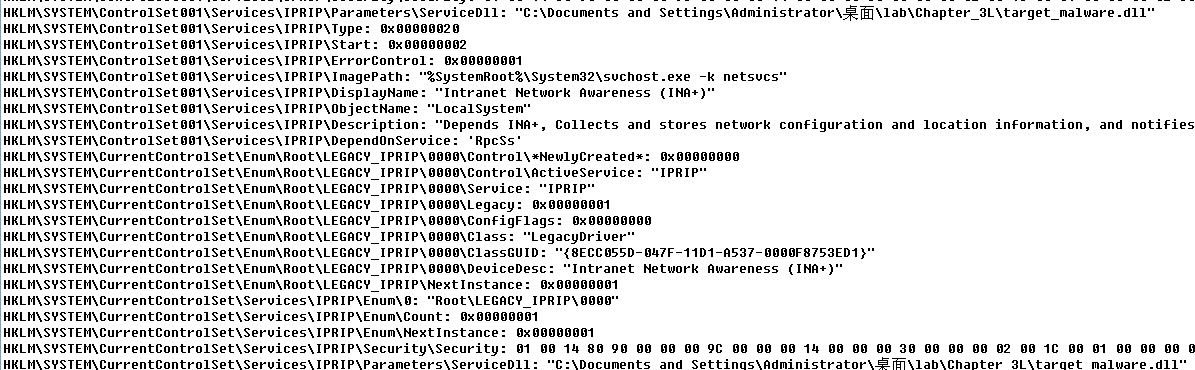 HKLM\SYSTEM\ControlSet001\Services\IPRIP\Parameters\ServiceDll: "C:\Documents and Settings\Administrator\桌面\lab\Chapter_3L\target_malware.dll"
HKLM\SYSTEM\ControlSet001\Services\IPRIP\Type: 0x00000020
HKLM\SYSTEM\ControlSet001\Services\IPRIP\Start: 0x00000002
HKLM\SYSTEM\ControlSet001\Services\IPRIP\ErrorControl: 0x00000001
HKLM\SYSTEM\ControlSet001\Services\IPRIP\ImagePath: "%SystemRoot%\System32\svchost.exe -k netsvcs"
HKLM\SYSTEM\ControlSet001\Services\IPRIP\DisplayName: "Intranet Network Awareness (INA+)"
HKLM\SYSTEM\ControlSet001\Services\IPRIP\ObjectName: "LocalSystem"
HKLM\SYSTEM\ControlSet001\Services\IPRIP\Description: "Depends INA+, Collects and stores network configuration and location information, and notifies
HKLM\SYSTEM\ControlSet001\Services\IPRIP\DependOnService: 'RpcSs'
HKLM\SYSTEM\CurrentControlSet\Enum\Root\LEGACY_IPRIP\0000\Control\*NewlyCreated*: 0x00000000
HKLM\SYSTEM\CurrentControlSet\Enum\Root\LEGACY_IPRIP\0000\Control\ActiveService: "IPRIP"
HKLM\SYSTEM\CurrentControlSet\Enum\Root\LEGACY_IPRIP\0000\Service: "IPRIP"
HKLM\SYSTEM\CurrentControlSet\Enum\Root\LEGACY_IPRIP\0000\Legacy: 0x00000001
HKLM\SYSTEM\CurrentControlSet\Enum\Root\LEGACY_IPRIP\0000\ConfigFlags: 0x00000000
HKLM\SYSTEM\CurrentControlSet\Enum\Root\LEGACY_IPRIP\0000\Class: "LegacyDriver"
HKLM\SYSTEM\CurrentControlSet\Enum\Root\LEGACY_IPRIP\0000\ClassGUID: "{8ECC055D-047F-11D1-A537-0000F8753ED1}"
HKLM\SYSTEM\CurrentControlSet\Enum\Root\LEGACY_IPRIP\0000\DeviceDesc: "Intranet Network Awareness (INA+)"
HKLM\SYSTEM\CurrentControlSet\Enum\Root\LEGACY_IPRIP\NextInstance: 0x00000001
HKLM\SYSTEM\CurrentControlSet\Services\IPRIP\Enum\0: "Root\LEGACY_IPRIP\0000"
HKLM\SYSTEM\CurrentControlSet\Services\IPRIP\Enum\Count: 0x00000001
HKLM\SYSTEM\CurrentControlSet\Services\IPRIP\Enum\NextInstance: 0x00000001
HKLM\SYSTEM\CurrentControlSet\Services\IPRIP\Security\Security: 01 00 14 80 90 00 00 00 9C 00 00 00 14 00 00 00 30 00 00 00 02 00 1C 00 01 00 00 00 0
HKLM\SYSTEM\CurrentControlSet\Services\IPRIP\Parameters\ServiceDll: "C:\Documents and Settings\Administrator\桌面\lab\Chapter_3L\target_malware.dll"